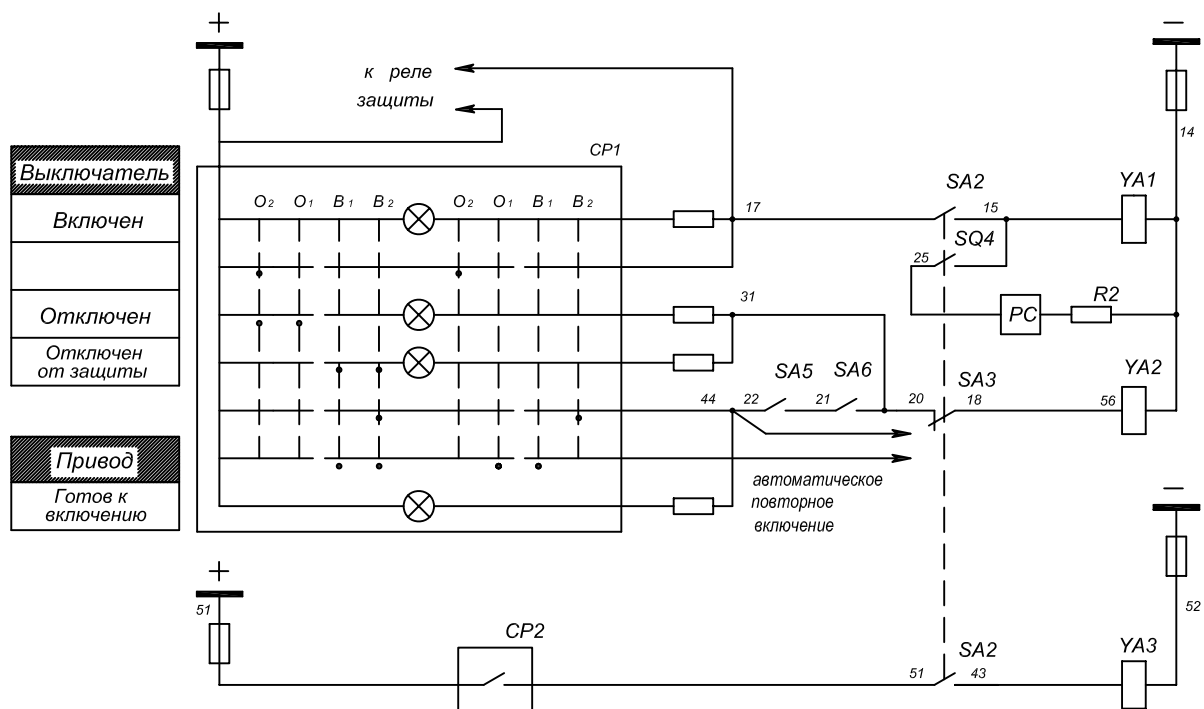 +
к реле
защиты
CP1
14
Выключатель
Включен
Отключен
Отключен
от защиты
Привод
Готов к
включению
O2 O1 B1 B2 O2 O1 B1 B2
17
SA2
15
YA1
25
SQ4
31
PC
R2
SA5
SA6
SA3
YA2
44
22
21
20
18
56
автоматическое
повторное
включение
+
51
CP2
51
SA2
43
YA3
52